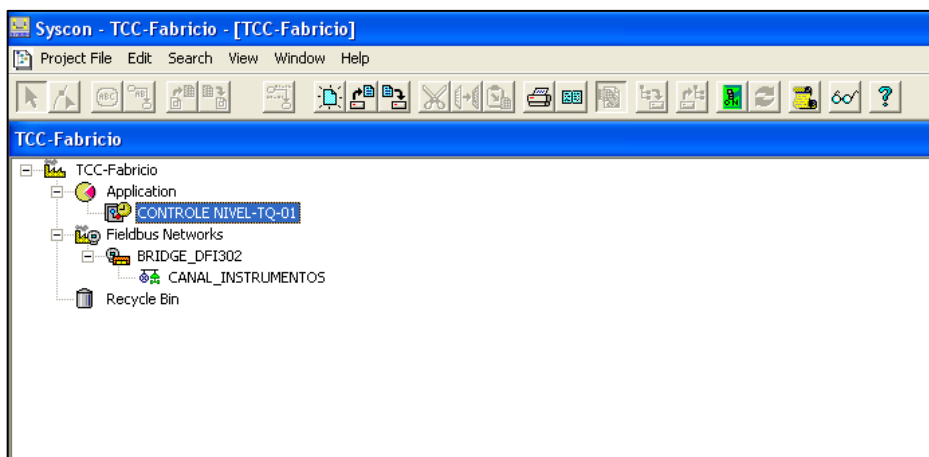 Syscon - TCC-Fabricio - [TCC-Fabricio]
Project File Edit Search View Window Help
TCC-Fabricio
TCC-Fabricio
Application
CONTROLE NIVEL-TQ-01
Fieldbus Networks
BRIDGE_DFI302
CANAL_INSTRUMENTOS
Recycle Bin